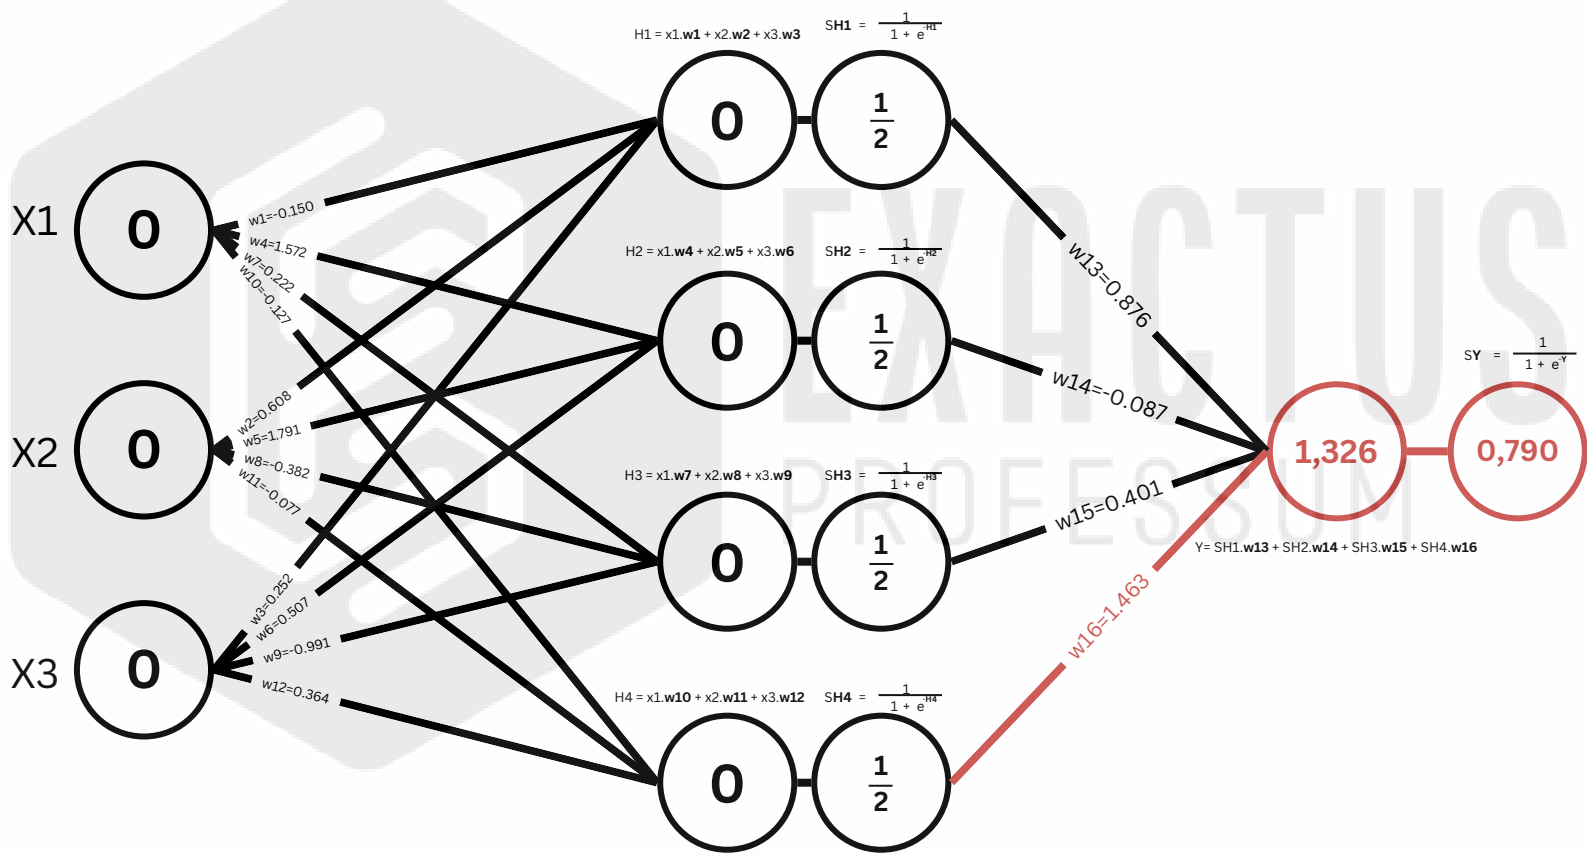 H1 = x1.w1 + x2.w2 + x3.w3
SH1 = 1
1 + e^-H1
0
1
2
X1
0
w1=-0.150
w4=1.572
w7=0.222
w10=-0.127
H2 = x1.w4 + x2.w5 + x3.w6
SH2 = 1
1 + e^-H2
0
1
2
w13=0.876
w14=-0.087
EXACTUS
PROFESSUM
X2
0
w2=0.608
w5=1.791
w8=-0.382
w11=-0.077
H3 = x1.w7 + x2.w8 + x3.w9
SH3 = 1
1 + e^-H3
0
1
2
w15=0.401
w16=1.463
SY = 1
1 + e^-Y
1,326
0,790
Y= SH1.w13 + SH2.w14 + SH3.w15 + SH4.w16
X3
0
w3=0.252
w6=0.507
w9=-0.991
w12=0.364
H4 = x1.w10 + x2.w11 + x3.w12
SH4 = 1
1 + e^-H4
0
1
2